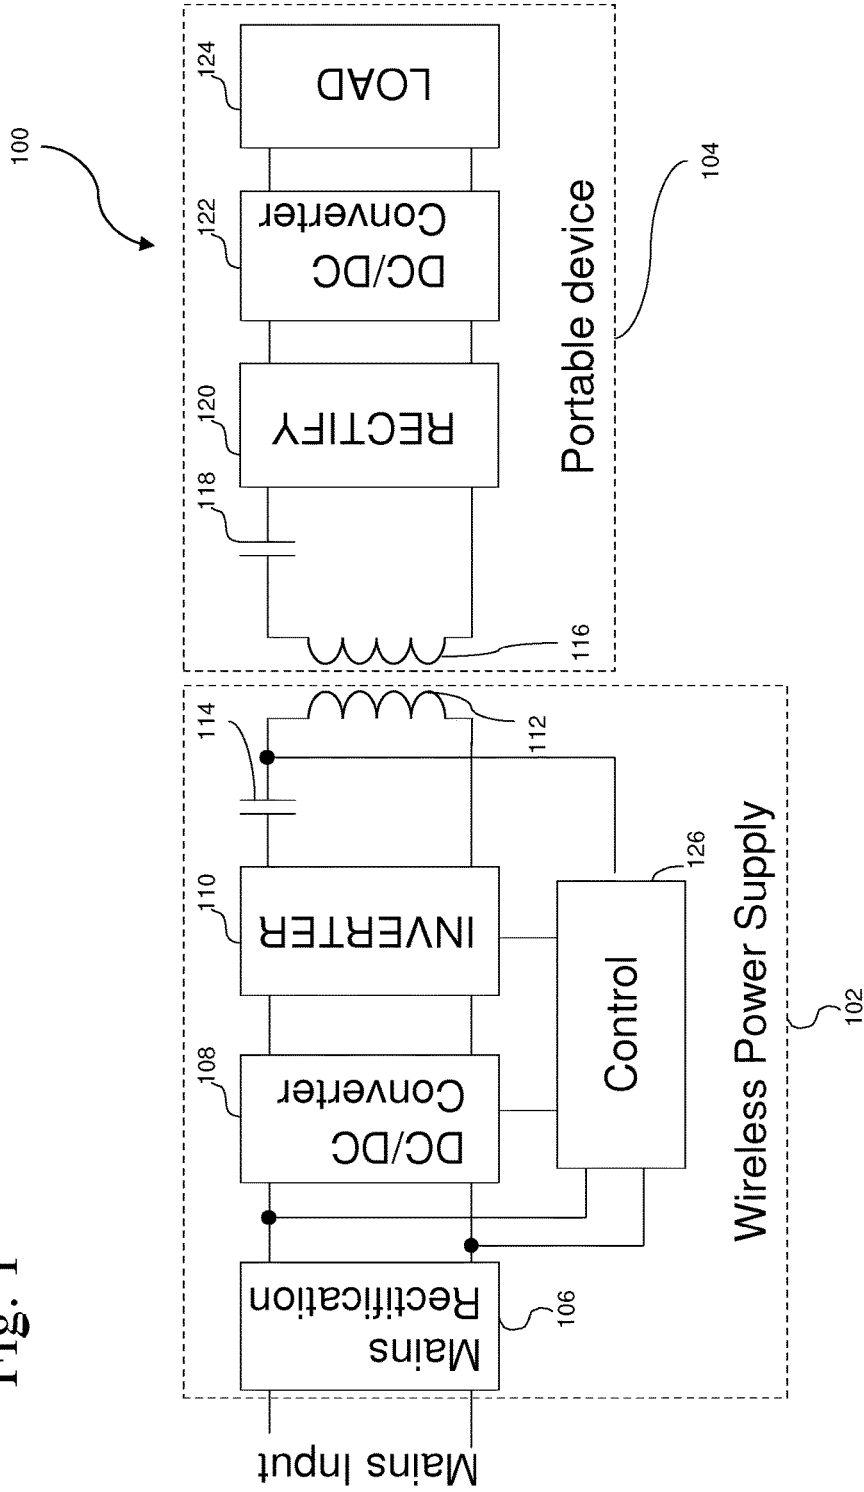 Fig. 1
100
Mains Input
Mains
Rectification
106
DC/DC
Converter
108
INVERTER
110
114
112
Control
126
Wireless Power Supply
102
116
118
RECTIFY
120
DC/DC
Converter
122
LOAD
124
Portable device
104